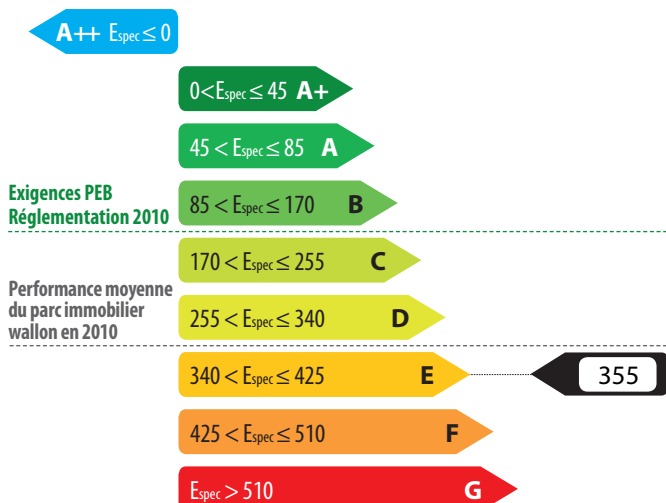 A++ Espec ≤ 0
0<Espec ≤ 45 A+
45 < Espec ≤ 85 A
Exigences PEB
Réglementation 2010
85 < Espec ≤ 170 B
170 < Espec ≤ 255 C
Performance moyenne
du parc immobilier
wallon en 2010
255 < Espec ≤ 340 D
340 < Espec ≤ 425 E
355
425 < Espec ≤ 510 F
Espec > 510 G